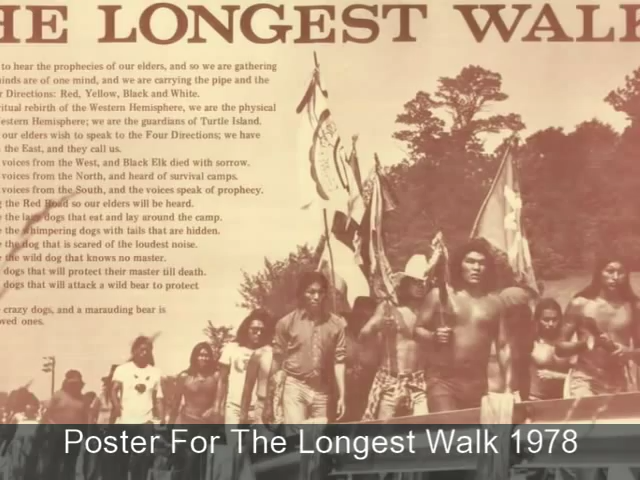 HE LONGEST WALK
to hear the prophecies of our elders, and so we are gathering
minds are of one mind, and we are carrying the pipe and the
r Directions: Red, Yellow, Black and White.
ritual rebirth of the Western Hemisphere, we are the physical
Western Hemisphere; we are the guardians of Turtle Island.
our elders wish to speak to the Four Directions; we have
the East, and they call us.
voices from the West, and Black Elk died with sorrow.
voices from the North, and heard of survival camps.
voices from the South, and the voices speak of prophecy.
g the Red Road so our elders will be heard.
e the lazy dogs that eat and lay around the camp.
e the whimpering dogs with tails that are hidden.
e the dog that is scared of the loudest noise.
e the wild dog that knows no master.
dogs that will protect their master till death.
dogs that will attack a wild bear to protect
crazy dogs, and a marauding bear is
oved ones.
Poster For The Longest Walk 1978